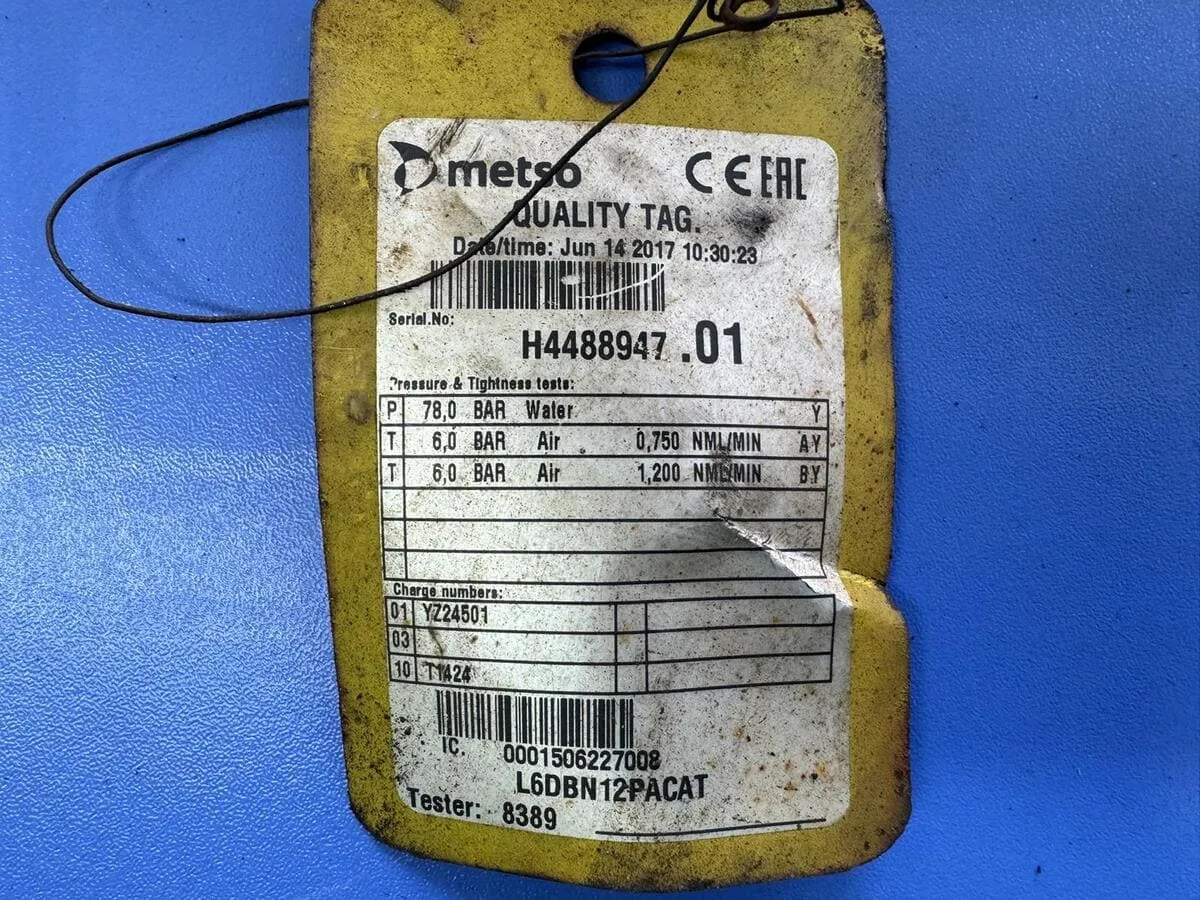 metso CE EAC
QUALITY TAG.
Date/time: Jun 14 2017 10:30:23
Serial.No:
H4488947 .01
Pressure & Tightness tests:
P 78,0 BAR Water Y
T 6,0 BAR Air 0,750 NML/MIN AY
T 6,0 BAR Air 1,200 NML/MIN BY
Charge numbers:
01 YZ24501
03
10 T1424
IC. 0001506227008
L6DBN12PACAT
Tester: 8389